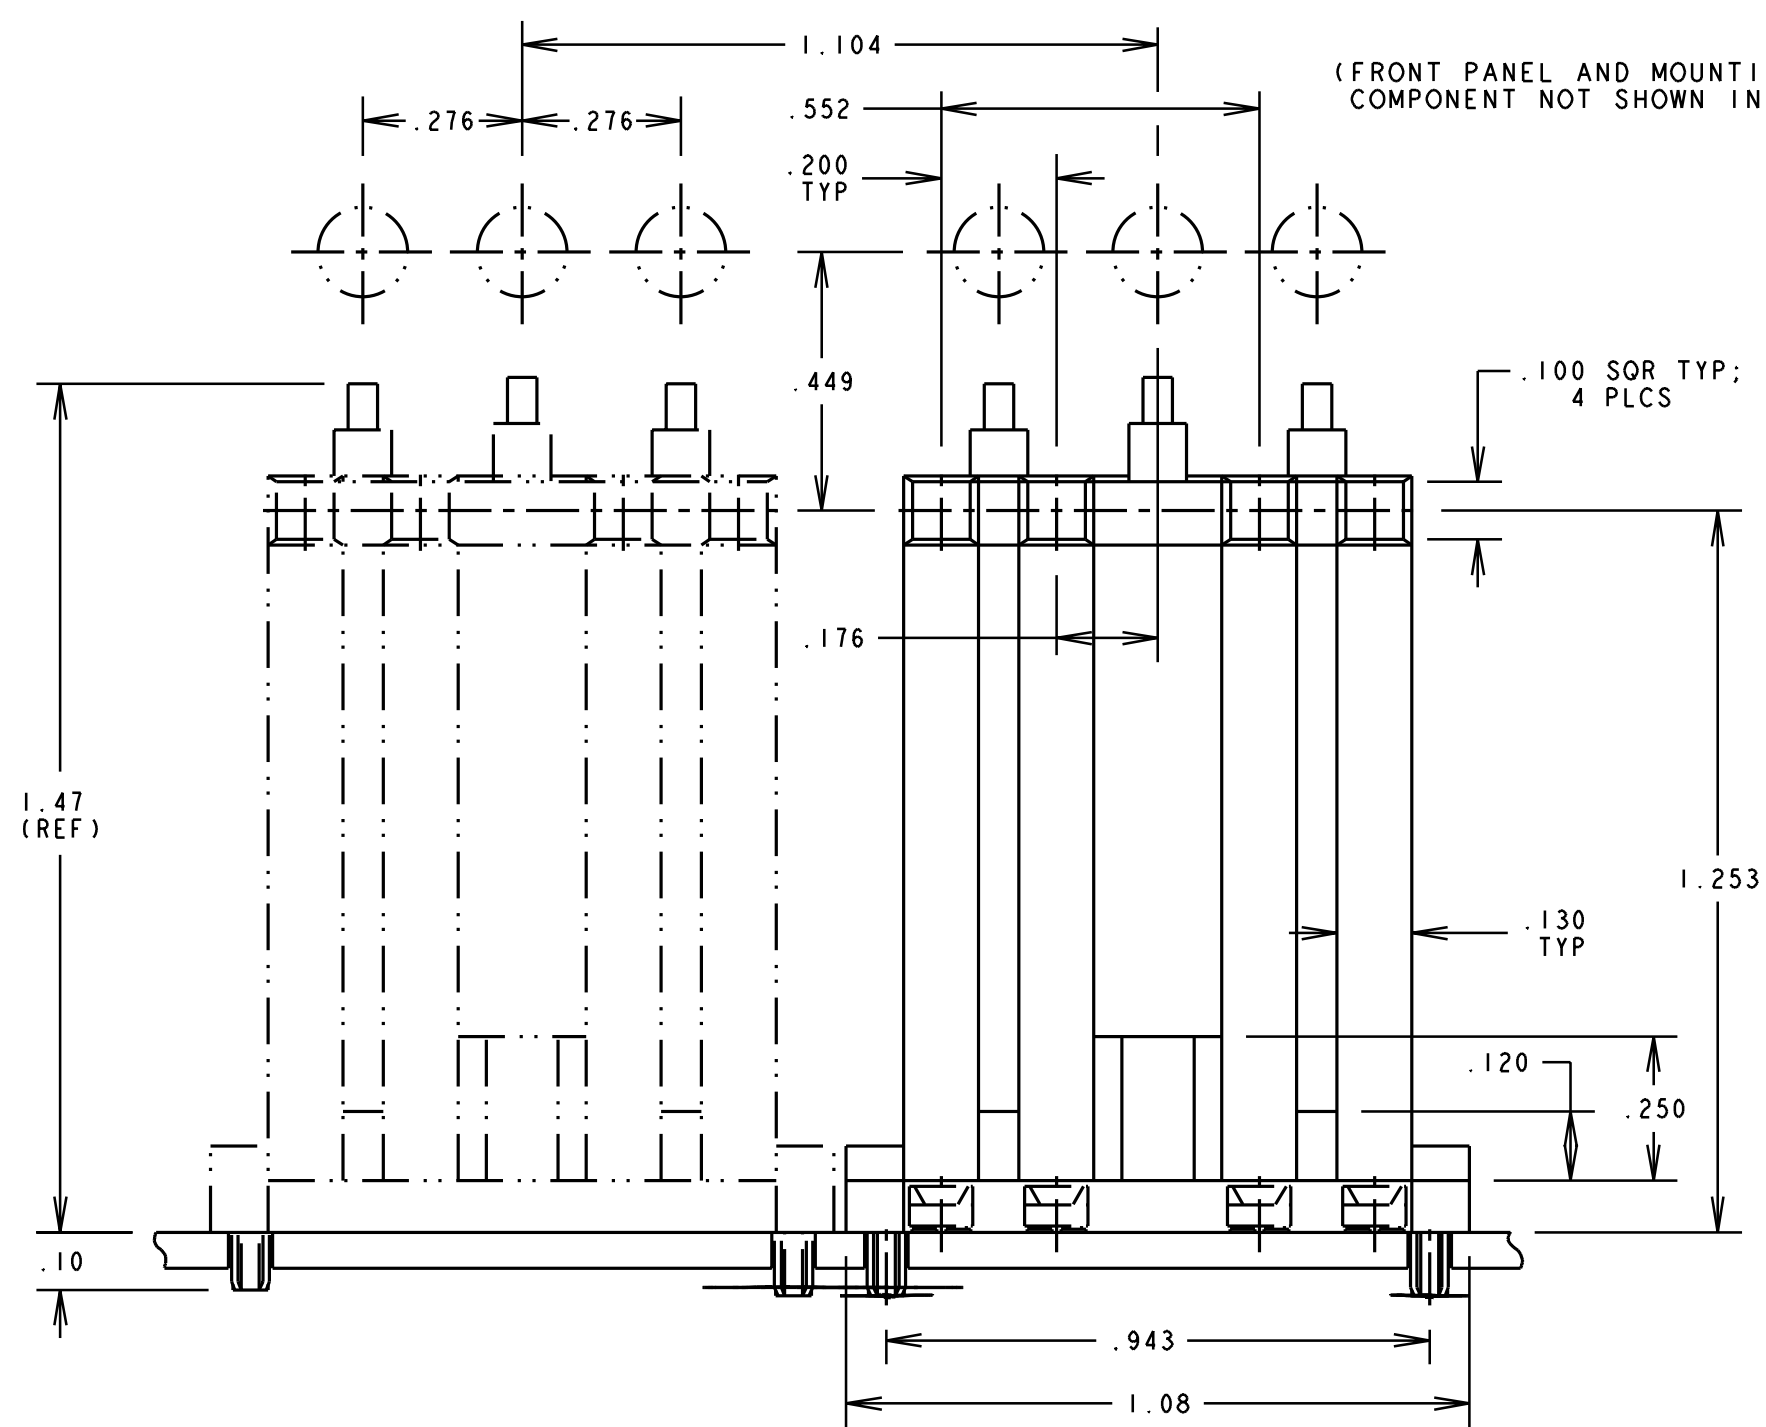 1.104
(FRONT PANEL AND MOUNTI
COMPONENT NOT SHOWN IN
.276
.276
.552
.200
TYP
.449
.100 SQR TYP;
4 PLCS
.176
1.47
(REF)
1.253
.130
TYP
.120
.250
.10
.943
1.08